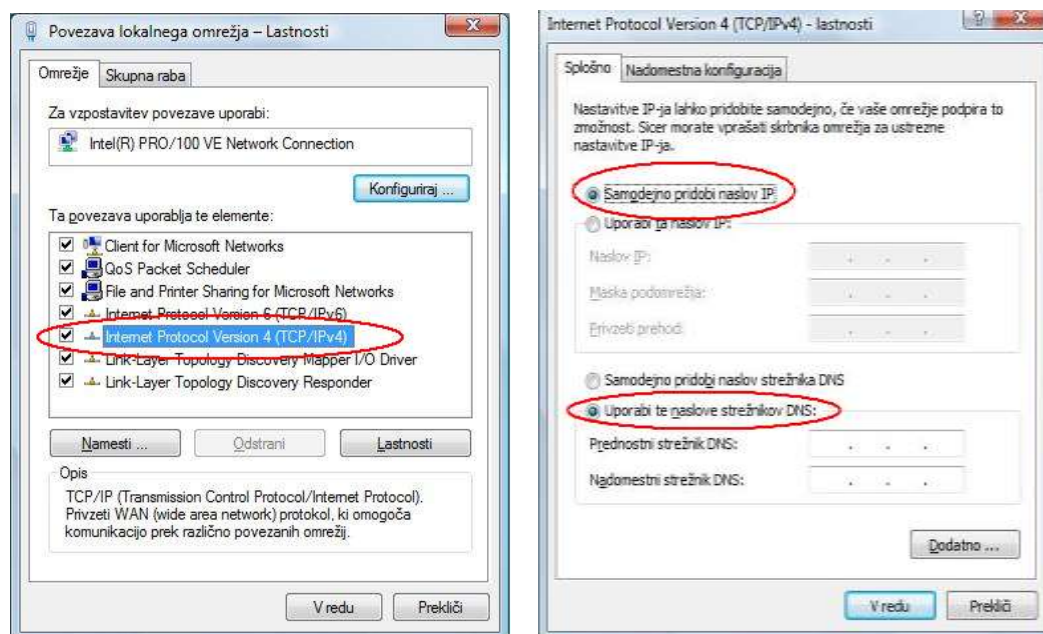 Povezava lokalnega omrežja – Lastnosti
Omrežje
Skupna raba
Za vzpostavitev povezave uporabi:
Intel(R) PRO/100 VE Network Connection
Konfiguriraj ...
Ta povezava uporablja te elemente:
Client for Microsoft Networks
QoS Packet Scheduler
File and Printer Sharing for Microsoft Networks
Internet Protocol Version 6 (TCP/IPv6)
Internet Protocol Version 4 (TCP/IPv4)
Link-Layer Topology Discovery Mapper I/O Driver
Link-Layer Topology Discovery Responder
Namesti ...
Odstrani
Lastnosti
Opis
TCP/IP (Transmission Control Protocol/Internet Protocol).
Privzeti WAN (wide area network) protokol, ki omogoča
komunikacijo prek različno povezanih omrežij.
V redu
Prekliči
Internet Protocol Version 4 (TCP/IPv4) - lastnosti
Splošno
Nadomestna konfiguracija
Nastavitve IP-ja lahko pridobite samodejno, če vaše omrežje podpira to
zmožnost. Sicer morate vprašati skrbnika omrežja za ustrezne
nastavitve IP-ja.
Samodejno pridobi naslov IP
Uporabi ta naslov IP:
Naslov IP:
Maska podomrežja:
Privzeti prehod:
Samodejno pridobi naslov strežnika DNS
Uporabi te naslove strežnikov DNS:
Prednostni strežnik DNS:
Nadomestni strežnik DNS:
Dodatno ...
V redu
Prekliči